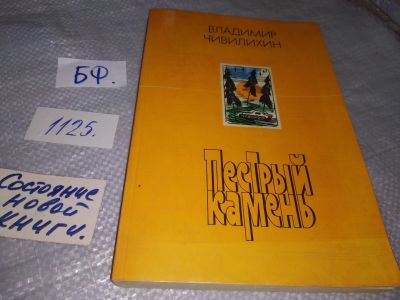 ВЛАДИМИР
ЧИВИЛИХИН
ПЕСТРЫЙ
КАМЕНЬ
БФ.
1125.
Состояние
новой
книги.